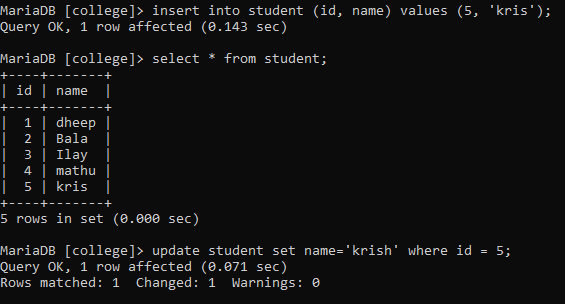 MariaDB [college]> insert into student (id, name) values (5, 'kris');
Query OK, 1 row affected (0.143 sec)
MariaDB [college]> select * from student;
+----+-------+
| id | name  |
+----+-------+
|  1 | dheep |
|  2 | Bala  |
|  3 | Ilay  |
|  4 | mathu |
|  5 | kris  |
+----+-------+
5 rows in set (0.000 sec)
MariaDB [college]> update student set name='krish' where id = 5;
Query OK, 1 row affected (0.071 sec)
Rows matched: 1  Changed: 1  Warnings: 0